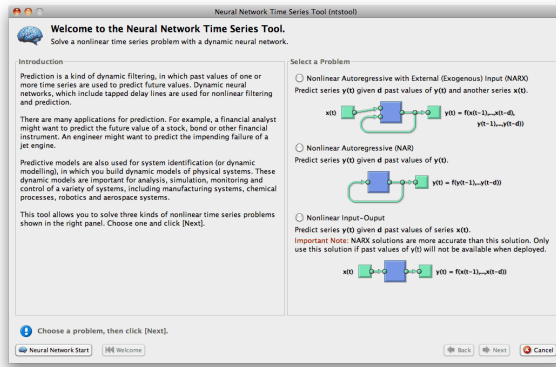 Neural Network Time Series Tool (ntstool)
Welcome to the Neural Network Time Series Tool.
Solve a nonlinear time series problem with a dynamic neural network.
Introduction
Prediction is a kind of dynamic filtering, in which past values of one or
more time series are used to predict future values. Dynamic neural
networks, which include tapped delay lines are used for nonlinear filtering
and prediction.
There are many applications for prediction. For example, a financial analyst
might want to predict the future value of a stock, bond or other financial
instrument. An engineer might want to predict the impending failure of a
jet engine.
Predictive models are also used for system identification (or dynamic
modelling), in which you build dynamic models of physical systems. These
dynamic models are important for analysis, simulation, monitoring and
control of a variety of systems, including manufacturing systems, chemical
processes, robotics and aerospace systems.
This tool allows you to solve three kinds of nonlinear time series problems
shown in the right panel. Choose one and click [Next].
Select a Problem
Nonlinear Autoregressive with External (Exogenous) Input (NARX)
Predict series y(t) given d past values of y(t) and another series x(t).
x(t) y(t) = f(x(t-1),...,x(t-d),
y(t-1),...,y(t-d))
Nonlinear Autoregressive (NAR)
Predict series y(t) given d past values of y(t).
y(t) = f(y(t-1),...y(t-d))
Nonlinear Input-Ouput
Predict series y(t) given d past values of series x(t).
Important Note: NARX solutions are more accurate than this solution. Only
use this solution if past values of y(t) will not be available when deployed.
x(t) y(t) = f(x(t-1),...,x(t-d))
Choose a problem, then click [Next].
Neural Network Start Welcome Back Next Cancel